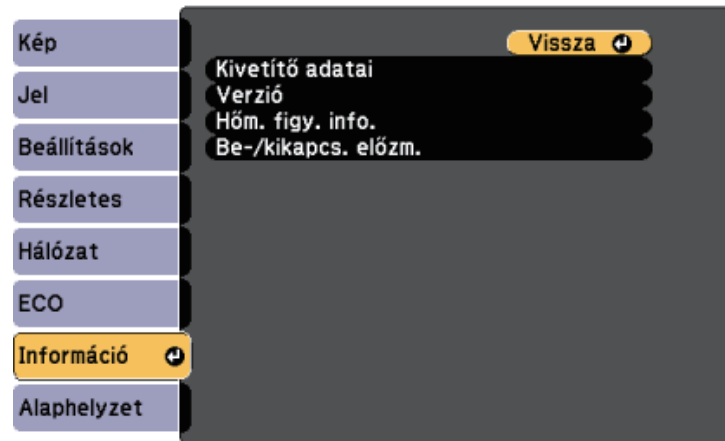 Kép
Jel
Beállítások
Részletes
Hálózat
ECO
Információ
Alaphelyzet
Vissza
Kivetítő adatai
Verzió
Hőm. figy. info.
Be-/kikapcs. előzm.